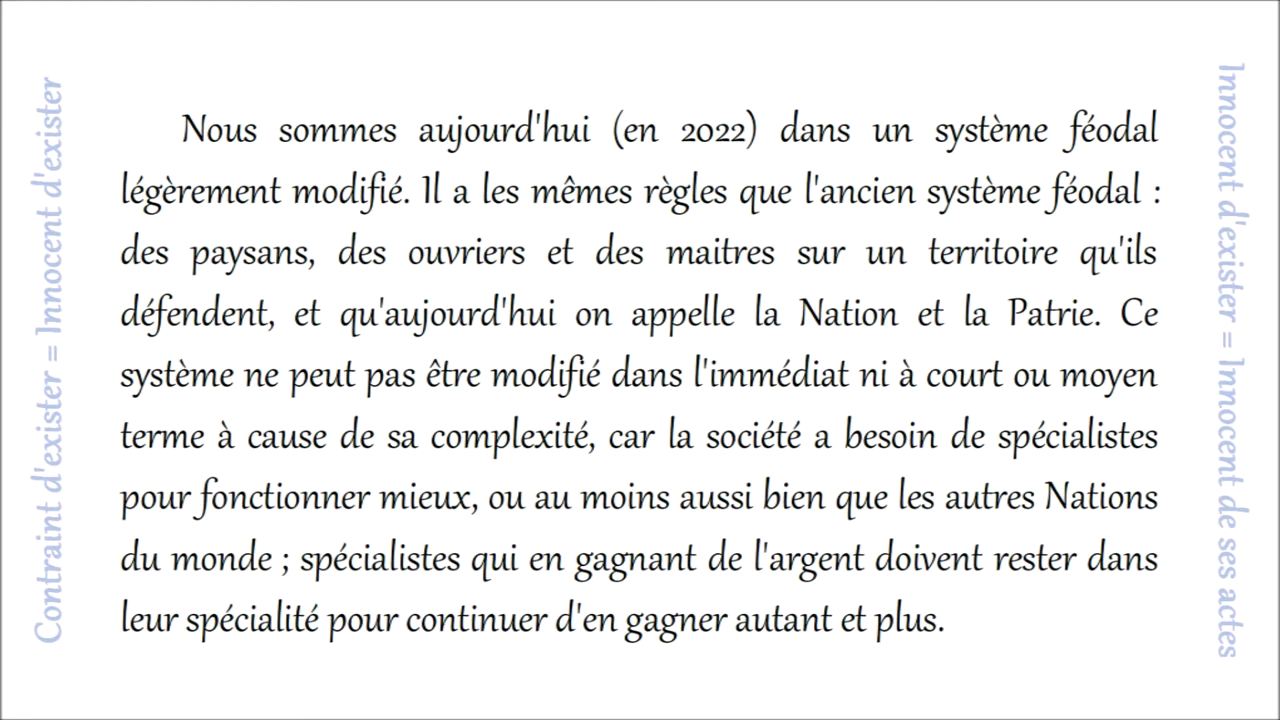 Contraint d'exister = Innocent d'exister
Nous sommes aujourd'hui (en 2022) dans un système féodal
légèrement modifié. Il a les mêmes règles que l'ancien système féodal :
des paysans, des ouvriers et des maitres sur un territoire qu'ils
défendent, et qu'aujourd'hui on appelle la Nation et la Patrie. Ce
système ne peut pas être modifié dans l'immédiat ni à court ou moyen
terme à cause de sa complexité, car la société a besoin de spécialistes
pour fonctionner mieux, ou au moins aussi bien que les autres Nations
du monde ; spécialistes qui en gagnant de l'argent doivent rester dans
leur spécialité pour continuer d'en gagner autant et plus.
Innocent d'exister = Innocent de ses actes